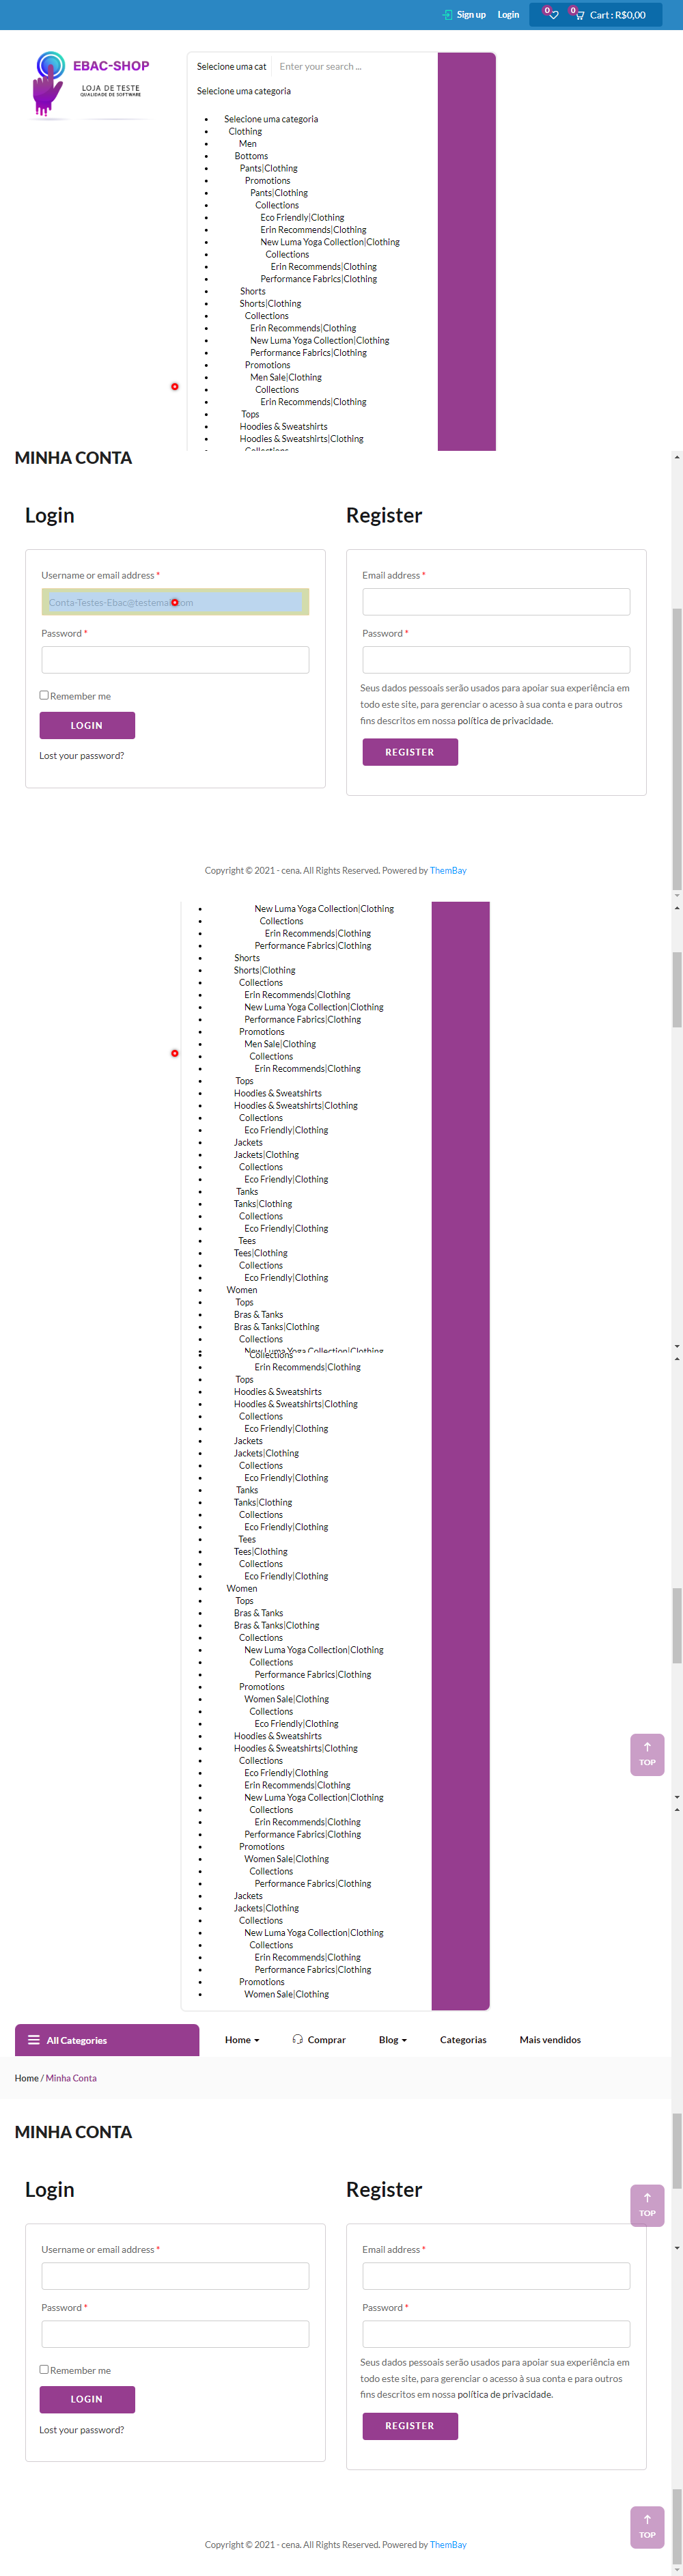 Sign up Login 0 0 Cart : R$0,00
EBAC-SHOP
LOJA DE TESTE
QUALIDADE DE SOFTWARE
Selecione uma cat Enter your search ...
Selecione uma categoria
Selecione uma categoria
Clothing
Men
Bottoms
Pants|Clothing
Promotions
Pants|Clothing
Collections
Eco Friendly|Clothing
Erin Recommends|Clothing
New Luma Yoga Collection|Clothing
Collections
Erin Recommends|Clothing
Performance Fabrics|Clothing
Shorts
Shorts|Clothing
Collections
Erin Recommends|Clothing
New Luma Yoga Collection|Clothing
Performance Fabrics|Clothing
Promotions
Men Sale|Clothing
Collections
Erin Recommends|Clothing
Tops
Hoodies & Sweatshirts
Hoodies & Sweatshirts|Clothing
Collections
MINHA CONTA
Login Register
Username or email address * Email address *
Conta-Testes-Ebac@testemail.com
Password * Password *
Remember me Seus dados pessoais serão usados para apoiar sua experiência em
todo este site, para gerenciar o acesso à sua conta e para outros
fins descritos em nossa política de privacidade.
LOGIN
Lost your password? REGISTER
Copyright © 2021 - cena. All Rights Reserved. Powered by ThemBay
New Luma Yoga Collection|Clothing
Collections
Erin Recommends|Clothing
Performance Fabrics|Clothing
Shorts
Shorts|Clothing
Collections
Erin Recommends|Clothing
New Luma Yoga Collection|Clothing
Performance Fabrics|Clothing
Promotions
Men Sale|Clothing
Collections
Erin Recommends|Clothing
Tops
Hoodies & Sweatshirts
Hoodies & Sweatshirts|Clothing
Collections
Eco Friendly|Clothing
Jackets
Jackets|Clothing
Collections
Eco Friendly|Clothing
Tanks
Tanks|Clothing
Collections
Eco Friendly|Clothing
Tees
Tees|Clothing
Collections
Eco Friendly|Clothing
Women
Tops
Bras & Tanks
Bras & Tanks|Clothing
Collections
New Luma Yoga Collection|Clothing
Collections
Erin Recommends|Clothing
Tops
Hoodies & Sweatshirts
Hoodies & Sweatshirts|Clothing
Collections
Eco Friendly|Clothing
Jackets
Jackets|Clothing
Collections
Eco Friendly|Clothing
Tanks
Tanks|Clothing
Collections
Eco Friendly|Clothing
Tees
Tees|Clothing
Collections
Eco Friendly|Clothing
Women
Tops
Bras & Tanks
Bras & Tanks|Clothing
Collections
New Luma Yoga Collection|Clothing
Collections
Performance Fabrics|Clothing
Promotions
Women Sale|Clothing
Collections
Eco Friendly|Clothing
Hoodies & Sweatshirts
Hoodies & Sweatshirts|Clothing
Collections
TOP
Eco Friendly|Clothing
Erin Recommends|Clothing
New Luma Yoga Collection|Clothing
Collections
Erin Recommends|Clothing
Performance Fabrics|Clothing
Promotions
Women Sale|Clothing
Collections
Performance Fabrics|Clothing
Jackets
Jackets|Clothing
Collections
New Luma Yoga Collection|Clothing
Collections
Erin Recommends|Clothing
Performance Fabrics|Clothing
Promotions
Women Sale|Clothing
All Categories Home Comprar Blog Categorias Mais vendidos
Home / Minha Conta
MINHA CONTA
Login Register
TOP
Username or email address * Email address *
Password * Password *
Remember me Seus dados pessoais serão usados para apoiar sua experiência em
todo este site, para gerenciar o acesso à sua conta e para outros
fins descritos em nossa política de privacidade.
LOGIN
Lost your password? REGISTER
TOP
Copyright © 2021 - cena. All Rights Reserved. Powered by ThemBay